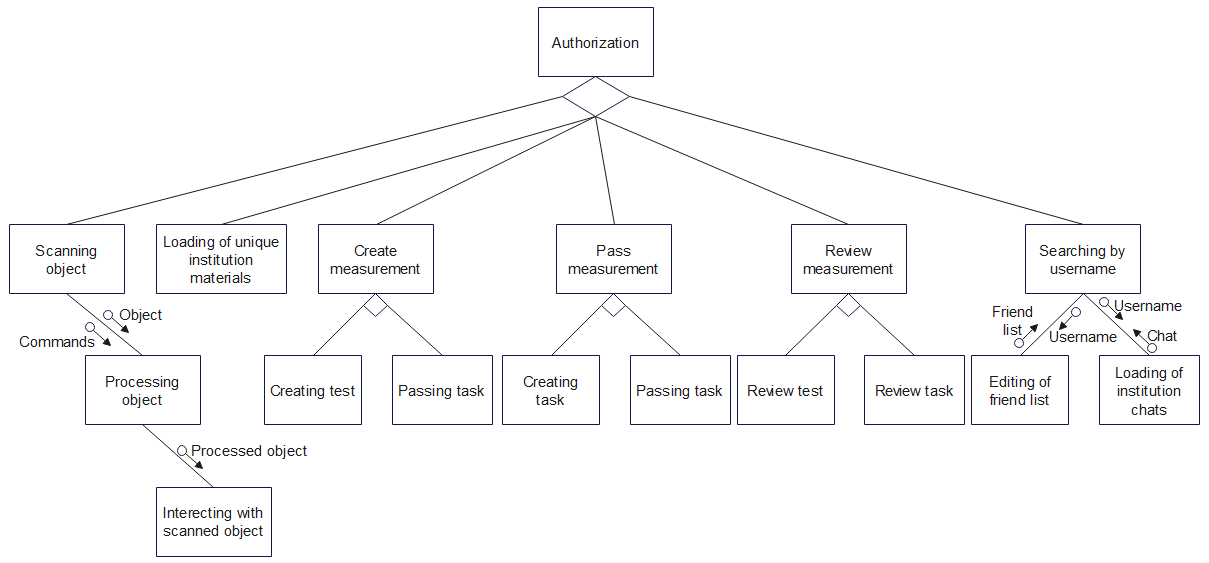 Authorization
Scanning
object
Loading of unique
institution
materials
Create
measurement
Pass
measurement
Review
measurement
Searching by
username
Object
Commands
Friend
list
Username
Username
Chat
Processing
object
Creating test
Passing task
Creating
task
Passing task
Review test
Review task
Editing of
friend list
Loading of
institution
chats
Processed object
Interecting with
scanned object